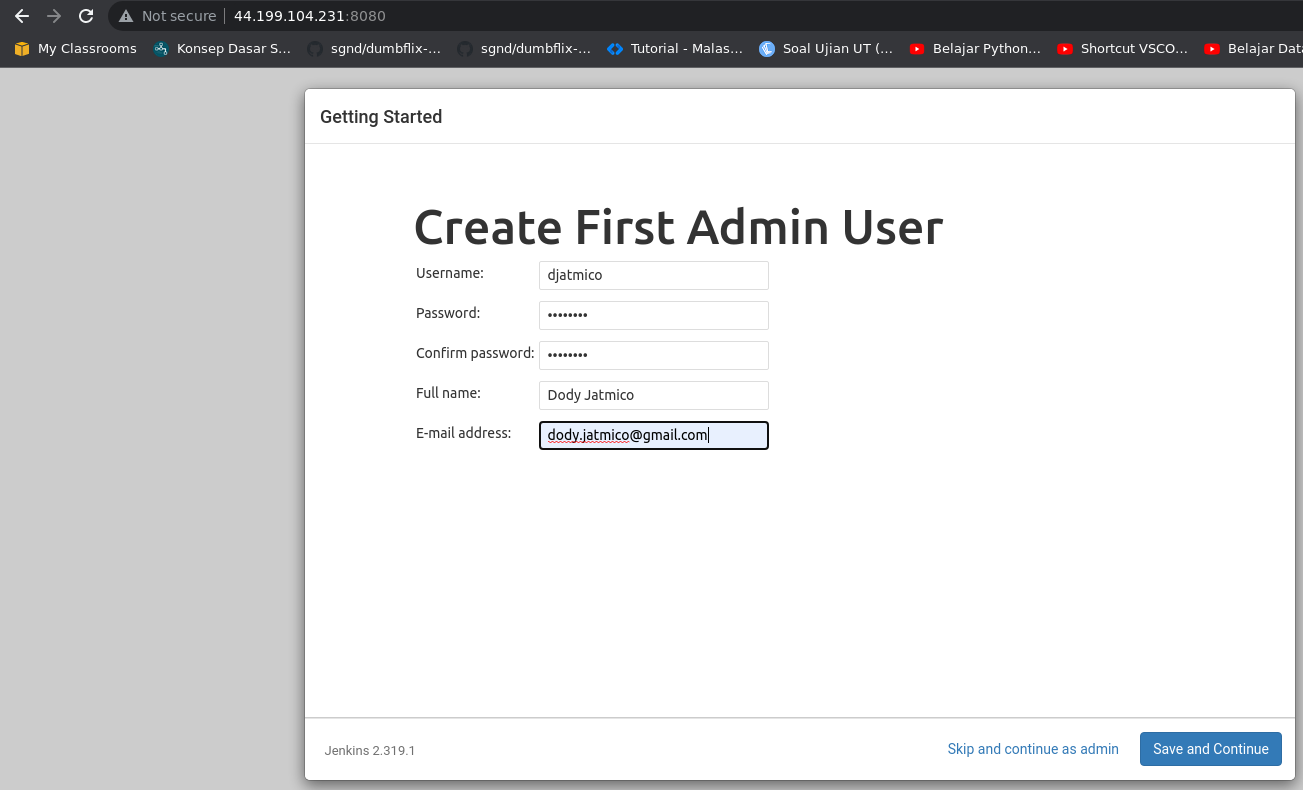 Not secure 44.199.104.231:8080
My Classrooms Konsep Dasar S... sgnd/dumbflix-... sgnd/dumbflix-... Tutorial - Malas... Soal Ujian UT (... Belajar Python... Shortcut VSCO... Belajar Data
Getting Started
Create First Admin User
Username: djatmico
Password: ••••••••
Confirm password: ••••••••
Full name: Dody Jatmico
E-mail address: dody.jatmico@gmail.com
Jenkins 2.319.1 Skip and continue as admin Save and Continue